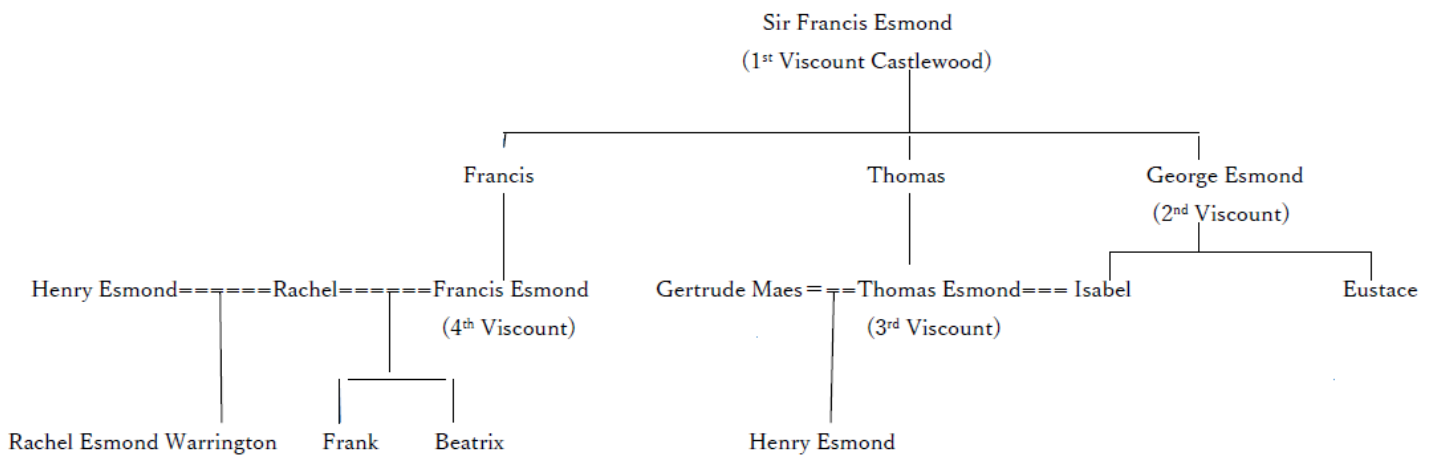 Sir Francis Esmond
(1st Viscount Castlewood)
Francis Thomas George Esmond
(2nd Viscount)
Henry Esmond======Rachel======Francis Esmond Gertrude Maes===Thomas Esmond=== Isabel Eustace
(4th Viscount) (3rd Viscount)
Rachel Esmond Warrington Frank Beatrix Henry Esmond